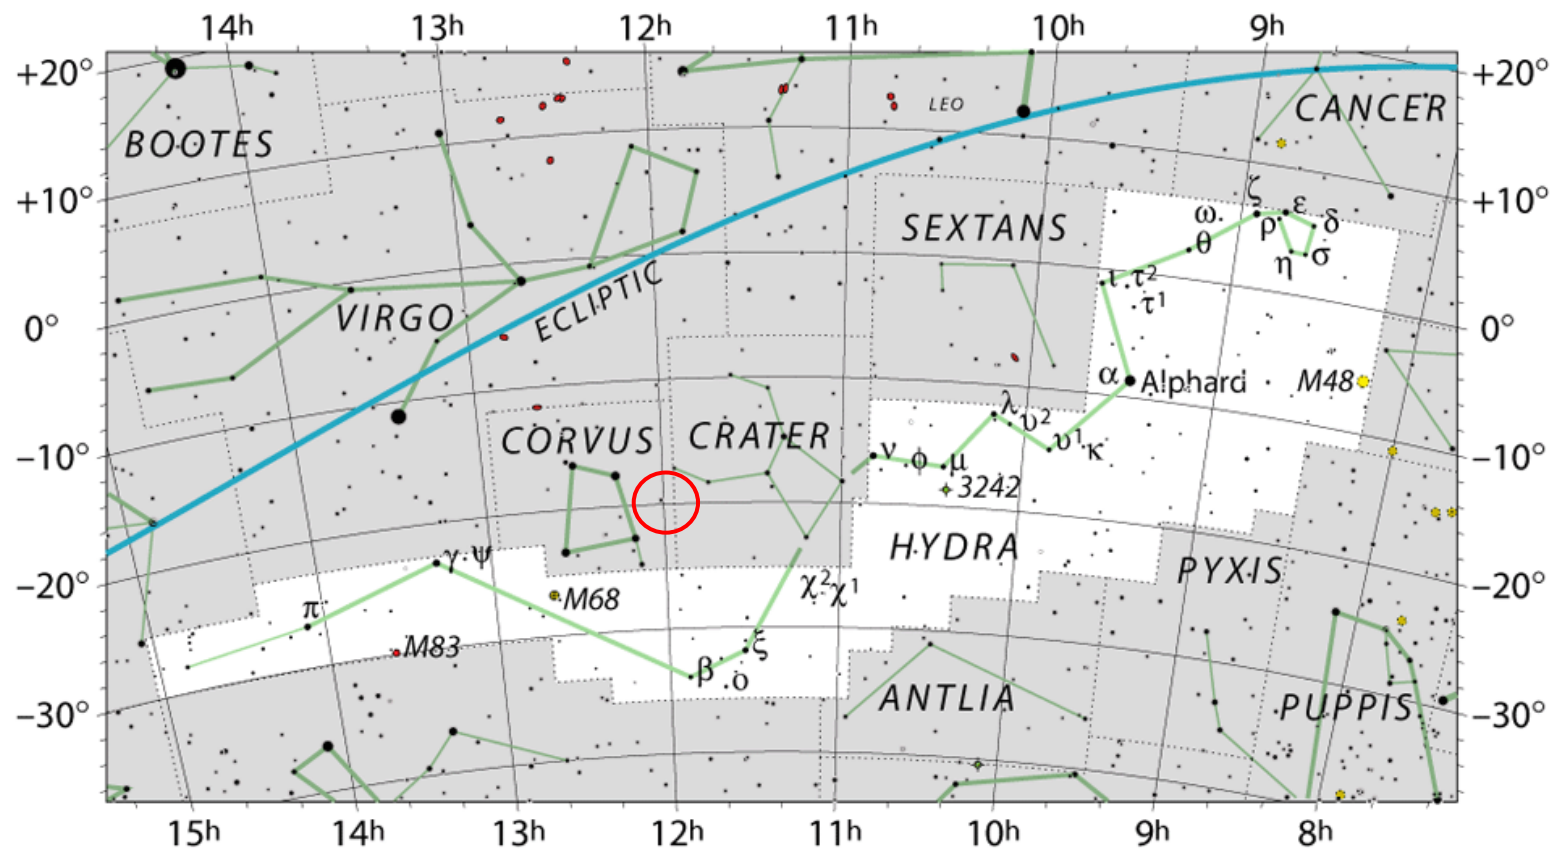 14h 13h 12h 11h 10h 9h
+20° +20°
LEO
CANCER
BOOTES
+10° +10°
ζ ε
ω ρ δ
SEXTANS
θ σ
η
ι τ²
τ¹
ECLIPTIC
VIRGO
0° 0°
α Alphard M48
λ
υ²
CORVUS CRATER
υ¹ κ
ν φ μ
−10° −10°
3242
HYDRA
γ ψ
PYXIS
−20° −20°
χ² χ¹
M68
π
M83
ξ
β ο
ANTLIA
PUPPIS
−30° −30°
15h 14h 13h 12h 11h 10h 9h 8h